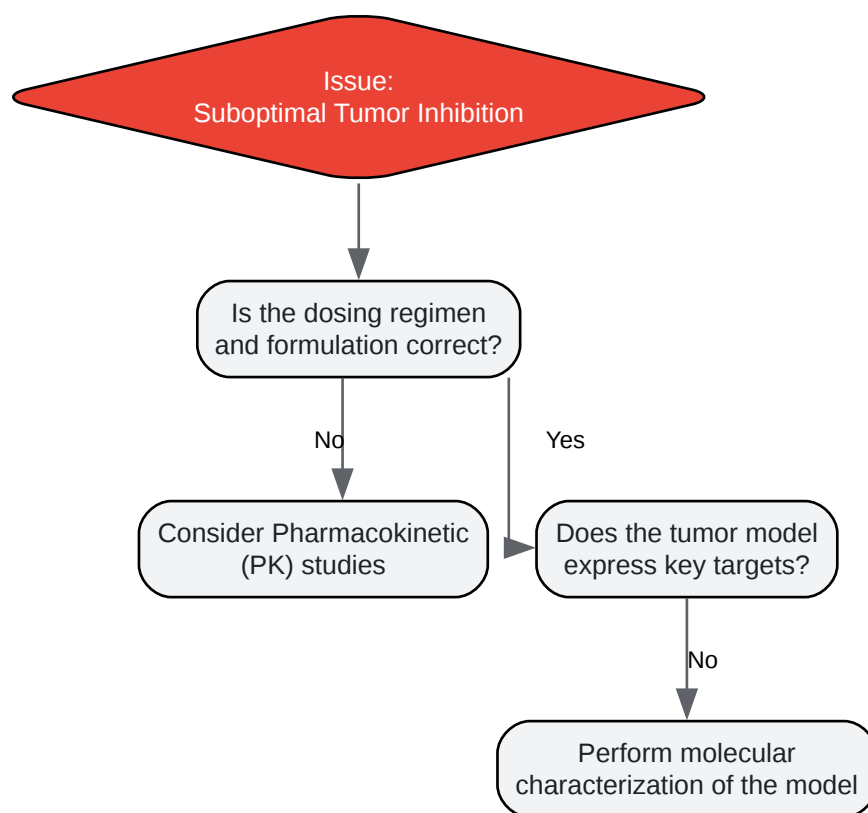 Issue:
Suboptimal Tumor Inhibition
Is the dosing regimen
and formulation correct?
No
Yes
Consider Pharmacokinetic
(PK) studies
Does the tumor model
express key targets?
No
Perform molecular
characterization of the model